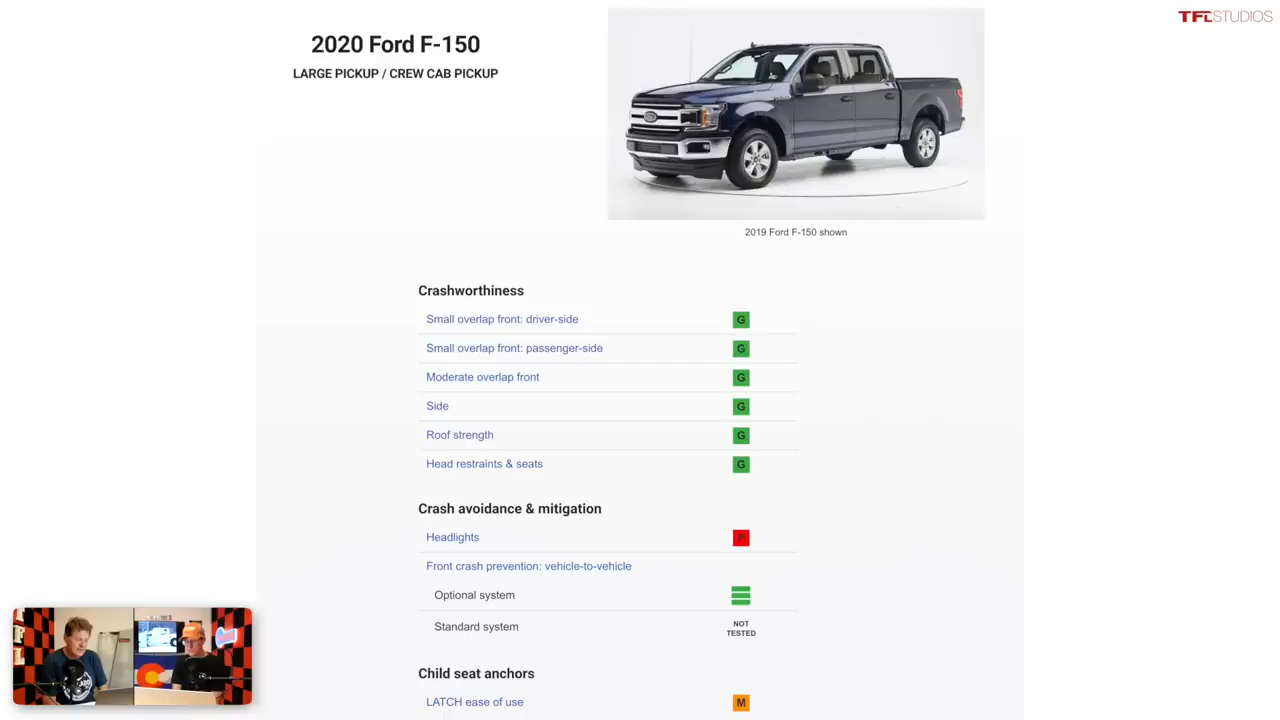 TFLSTUDIOS
2020 Ford F-150
LARGE PICKUP / CREW CAB PICKUP
2019 Ford F-150 shown
Crashworthiness
Small overlap front: driver-side G
Small overlap front: passenger-side G
Moderate overlap front G
Side G
Roof strength G
Head restraints & seats G
Crash avoidance & mitigation
Headlights P
Front crash prevention: vehicle-to-vehicle
Optional system
Standard system NOT
TESTED
Child seat anchors
LATCH ease of use M